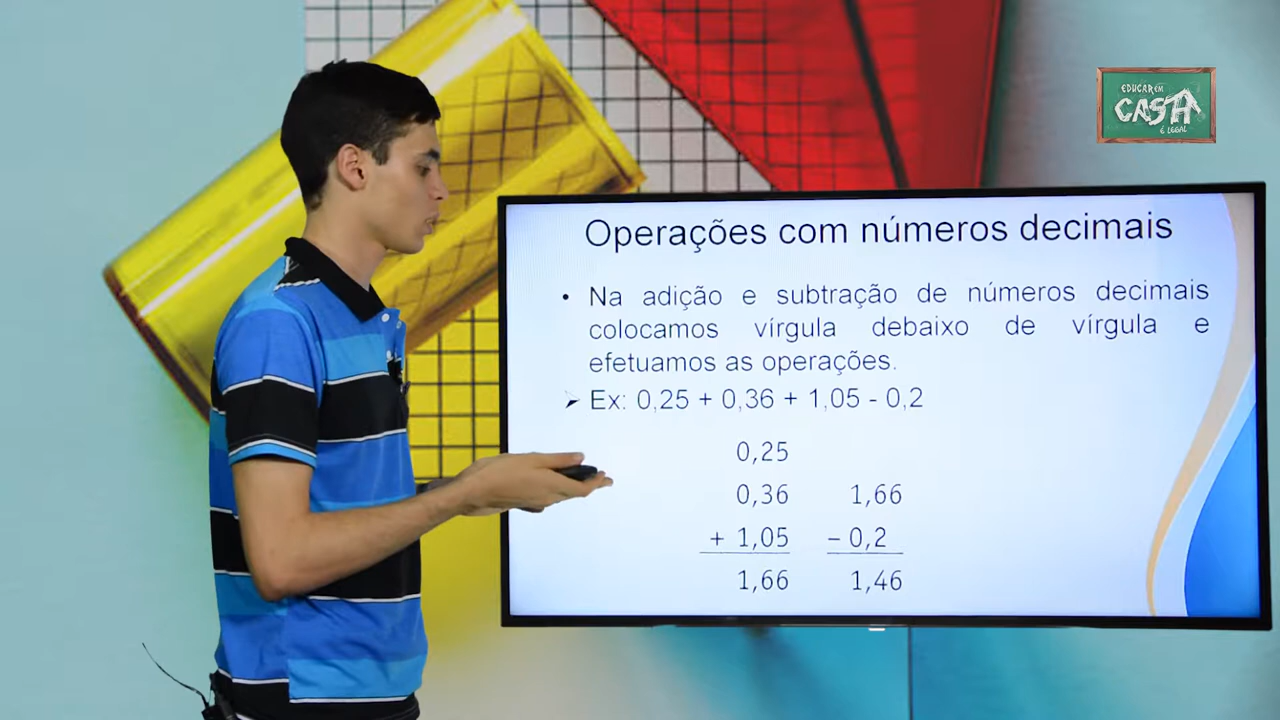 EDUCAR EM
CASA
É LEGAL
Operações com números decimais
• Na adição e subtração de números decimais
colocamos vírgula debaixo de vírgula e
efetuamos as operações.
➢ Ex: 0,25 + 0,36 + 1,05 - 0,2
0,25
0,36 1,66
+ 1,05 − 0,2
1,66 1,46